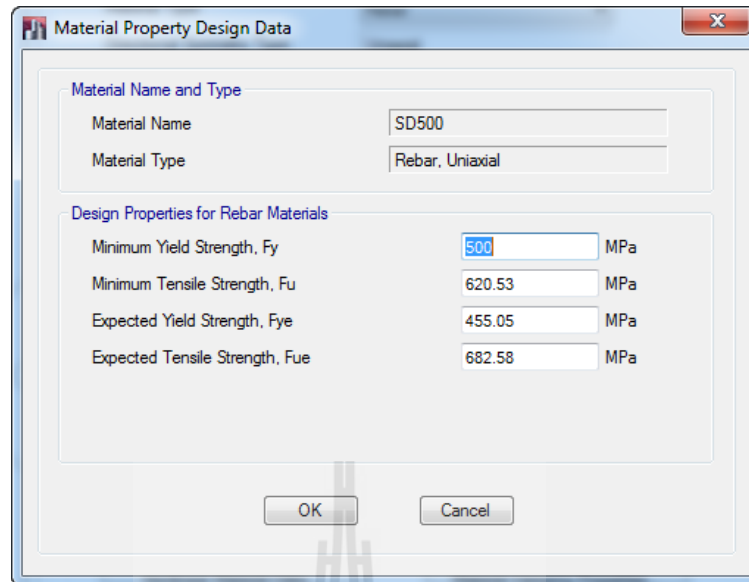 Material Property Design Data
X
Material Name and Type
Material Name SD500
Material Type Rebar, Uniaxial
Design Properties for Rebar Materials
Minimum Yield Strength, Fy 500 MPa
Minimum Tensile Strength, Fu 620.53 MPa
Expected Yield Strength, Fye 455.05 MPa
Expected Tensile Strength, Fue 682.58 MPa
OK Cancel